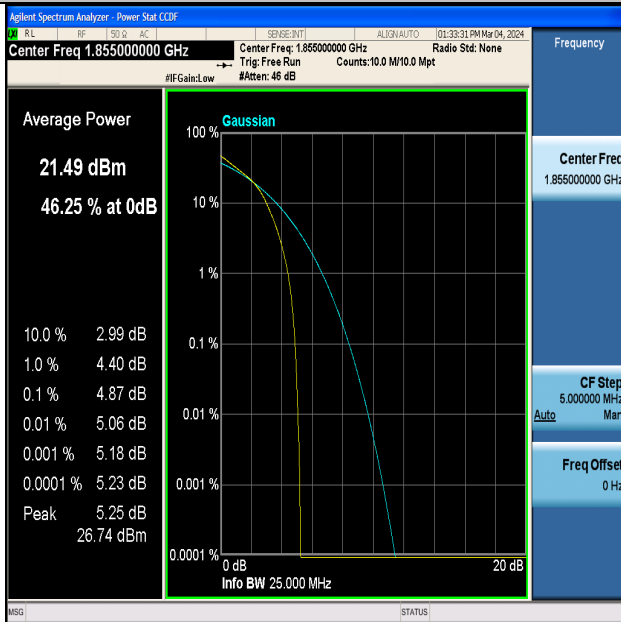 Agilent Spectrum Analyzer - Power Stat CCDF
LXI RL RF 50 Ω AC SENSE:INT ALIGN AUTO 01:33:31 PM Mar 04, 2024
Center Freq 1.855000000 GHz
Center Freq: 1.855000000 GHz Radio Std: None
Trig: Free Run Counts:10.0 M/10.0 Mpt
#IFGain:Low #Atten: 46 dB
Frequency
Average Power
21.49 dBm
46.25 % at 0dB
10.0 % 2.99 dB
1.0 % 4.40 dB
0.1 % 4.87 dB
0.01 % 5.06 dB
0.001 % 5.18 dB
0.0001 % 5.23 dB
Peak 5.25 dB
26.74 dBm
Gaussian
100 %
10 %
1 %
0.1 %
0.01 %
0.001 %
0.0001 %
0 dB 20 dB
Info BW 25.000 MHz
Center Freq
1.855000000 GHz
CF Step
5.000000 MHz
Auto Man
Freq Offset
0 Hz
MSG STATUS